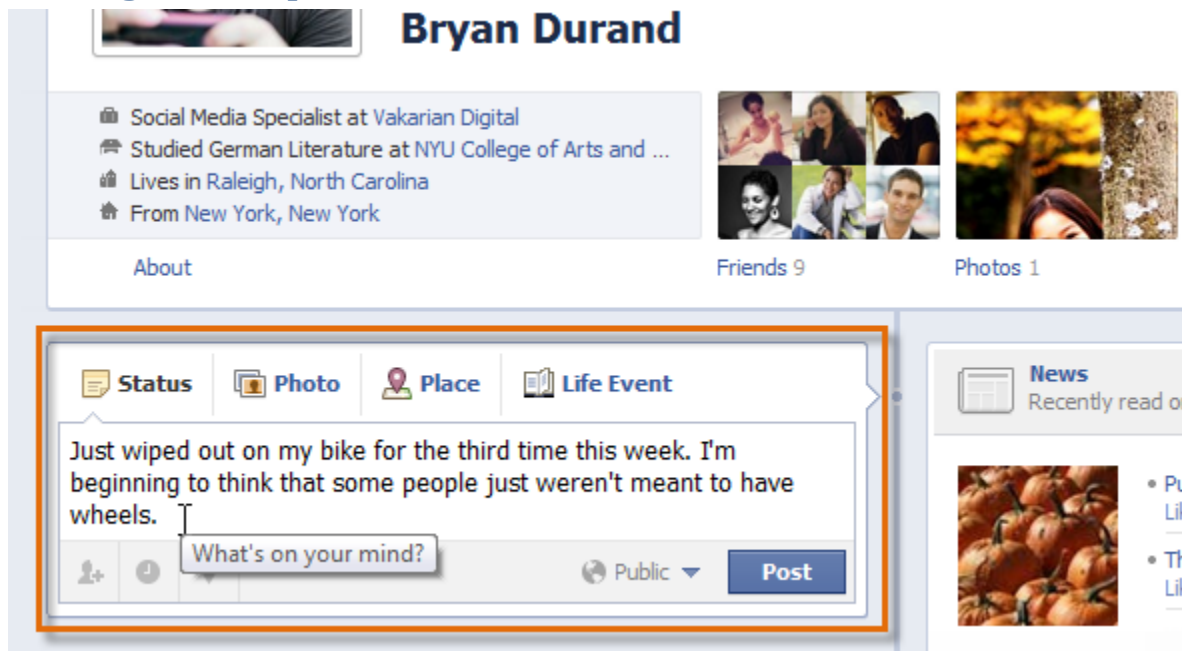 Bryan Durand
Social Media Specialist at Vakarian Digital
Studied German Literature at NYU College of Arts and ...
Lives in Raleigh, North Carolina
From New York, New York
About
Friends 9
Photos 1
Status
Photo
Place
Life Event
Just wiped out on my bike for the third time this week. I'm
beginning to think that some people just weren't meant to have
wheels.
What's on your mind?
Public
Post
News
Recently read